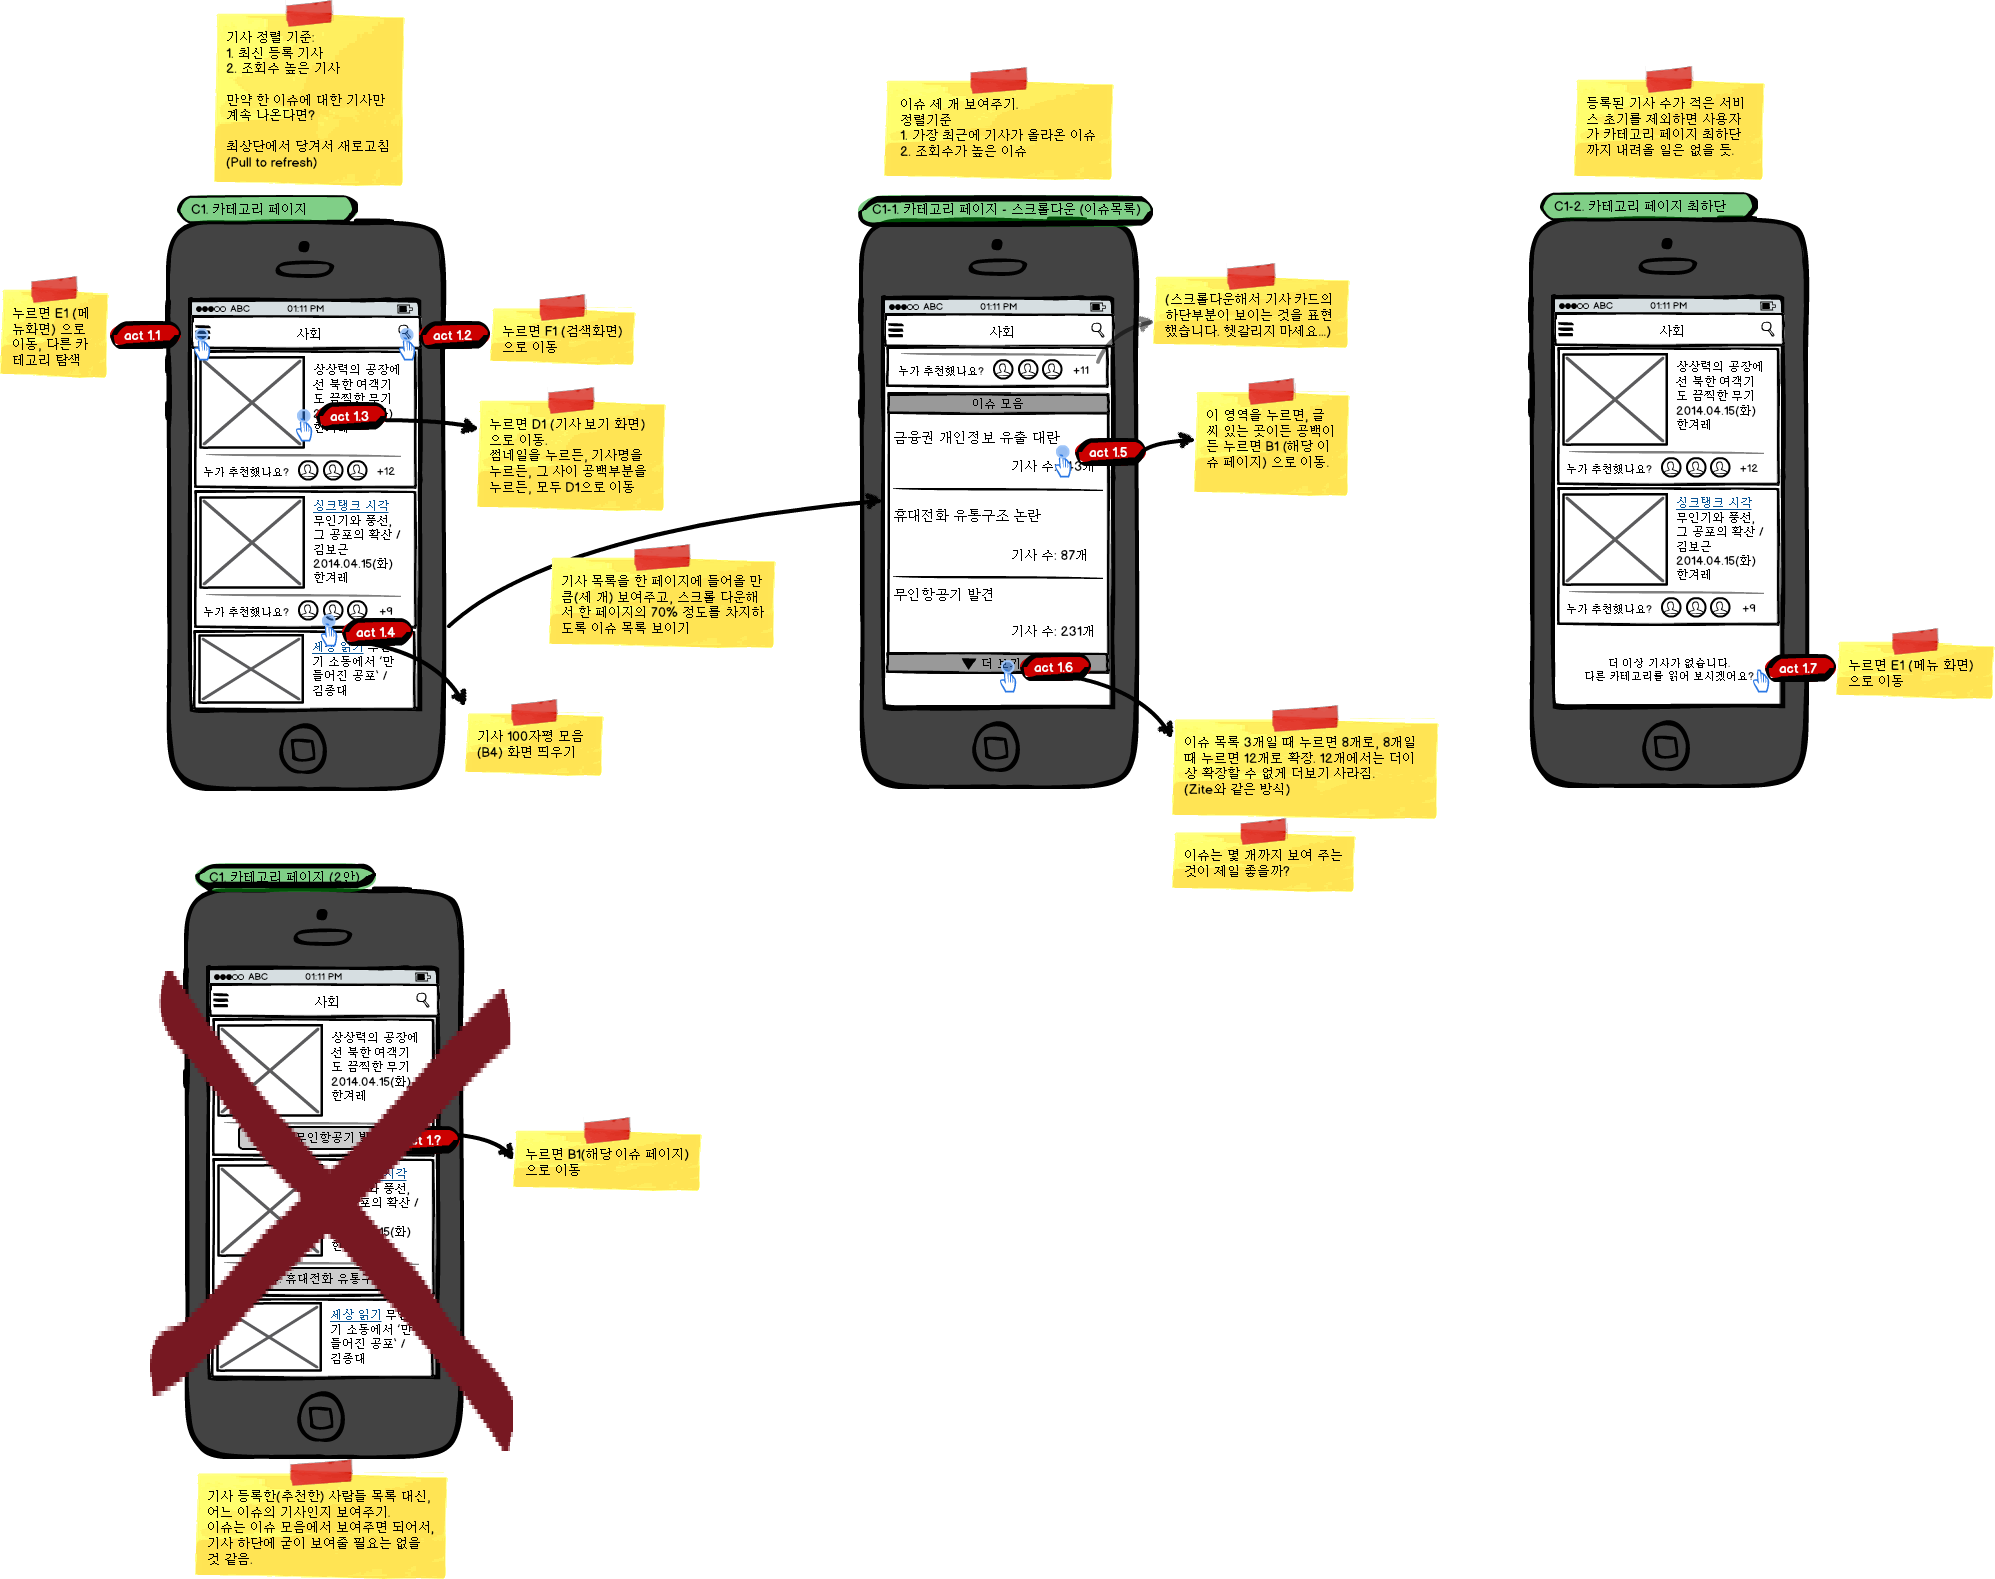 기사 정렬 기준:
1. 최신 등록 기사
2. 조회수 높은 기사
만약 한 이슈에 대한 기사만
계속 나온다면?
최상단에서 당겨서 새로고침
(Pull to refresh)
C1. 카테고리 페이지
누르면 E1 (메
뉴화면) 으로
이동, 다른 카
테고리 탐색
act 1.1
ABC 01:11 PM
사회
act 1.2
누르면 F1 (검색화면)
으로 이동
상상력의 공장에
선 북한 여객기
도 끔찍한 무기
act 1.3
누르면 D1 (기사 보기 화면)
으로 이동.
썸네일을 누르든, 기사명을
누르든, 그 사이 공백부분을
누르든, 모두 D1으로 이동
누가 추천했나요? +12
싱크탱크 시각
무인기와 풍선,
그 공포의 확산 /
김보근
2014.04.15(화)
한겨레
누가 추천했나요? +9
act 1.4
세상 읽기
기 소동에서 '만
들어진 공포' /
김종대
기사 100자평 모음
(B4) 화면 띄우기
기사 목록을 한 페이지에 들어올 만
큼(세 개) 보여주고, 스크롤 다운해
서 한 페이지의 70% 정도를 차지하
도록 이슈 목록 보이기
이슈 세 개 보여주기.
정렬기준
1. 가장 최근에 기사가 올라온 이슈
2. 조회수가 높은 이슈
C1-1. 카테고리 페이지 - 스크롤다운 (이슈목록)
ABC 01:11 PM
사회
누가 추천했나요? +11
(스크롤다운해서 기사 카드의
하단부분이 보이는 것을 표현
했습니다. 헷갈리지 마세요...)
이슈 모음
금융권 개인정보 유출 대란
기사 수:
act 1.5
이 영역을 누르면, 글
씨 있는 곳이든 공백이
든 누르면 B1 (해당 이
슈 페이지) 으로 이동.
휴대전화 유통구조 논란
기사 수: 87개
무인항공기 발견
기사 수: 231개
더 보기
act 1.6
이슈 목록 3개일 때 누르면 8개로, 8개일
때 누르면 12개로 확장. 12개에서는 더이
상 확장할 수 없게 더보기 사라짐.
(Zite와 같은 방식)
이슈는 몇 개까지 보여 주는
것이 제일 좋을까?
등록된 기사 수가 적은 서비
스 초기를 제외하면 사용자
가 카테고리 페이지 최하단
까지 내려올 일은 없을 듯.
C1-2. 카테고리 페이지 최하단
ABC 01:11 PM
사회
상상력의 공장에
선 북한 여객기
도 끔찍한 무기
2014.04.15(화)
한겨레
누가 추천했나요? +12
싱크탱크 시각
무인기와 풍선,
그 공포의 확산 /
김보근
2014.04.15(화)
한겨레
누가 추천했나요? +9
더 이상 기사가 없습니다.
다른 카테고리를 읽어 보시겠어요?
act 1.7
누르면 E1 (메뉴 화면)
으로 이동
C1. 카테고리 페이지 (2안)
ABC 01:11 PM
사회
상상력의 공장에
선 북한 여객기
도 끔찍한 무기
2014.04.15(화)
한겨레
무인항공기
act 1.?
누르면 B1(해당 이슈 페이지)
으로 이동
시각
풍선,
포의 확산 /
15(화)
휴대전화 유통구
세상 읽기
기 소동에서 '만
들어진 공포' /
김종대
기사 등록한(추천한) 사람들 목록 대신,
어느 이슈의 기사인지 보여주기.
이슈는 이슈 모음에서 보여주면 되어서,
기사 하단에 굳이 보여줄 필요는 없을
것 같음.